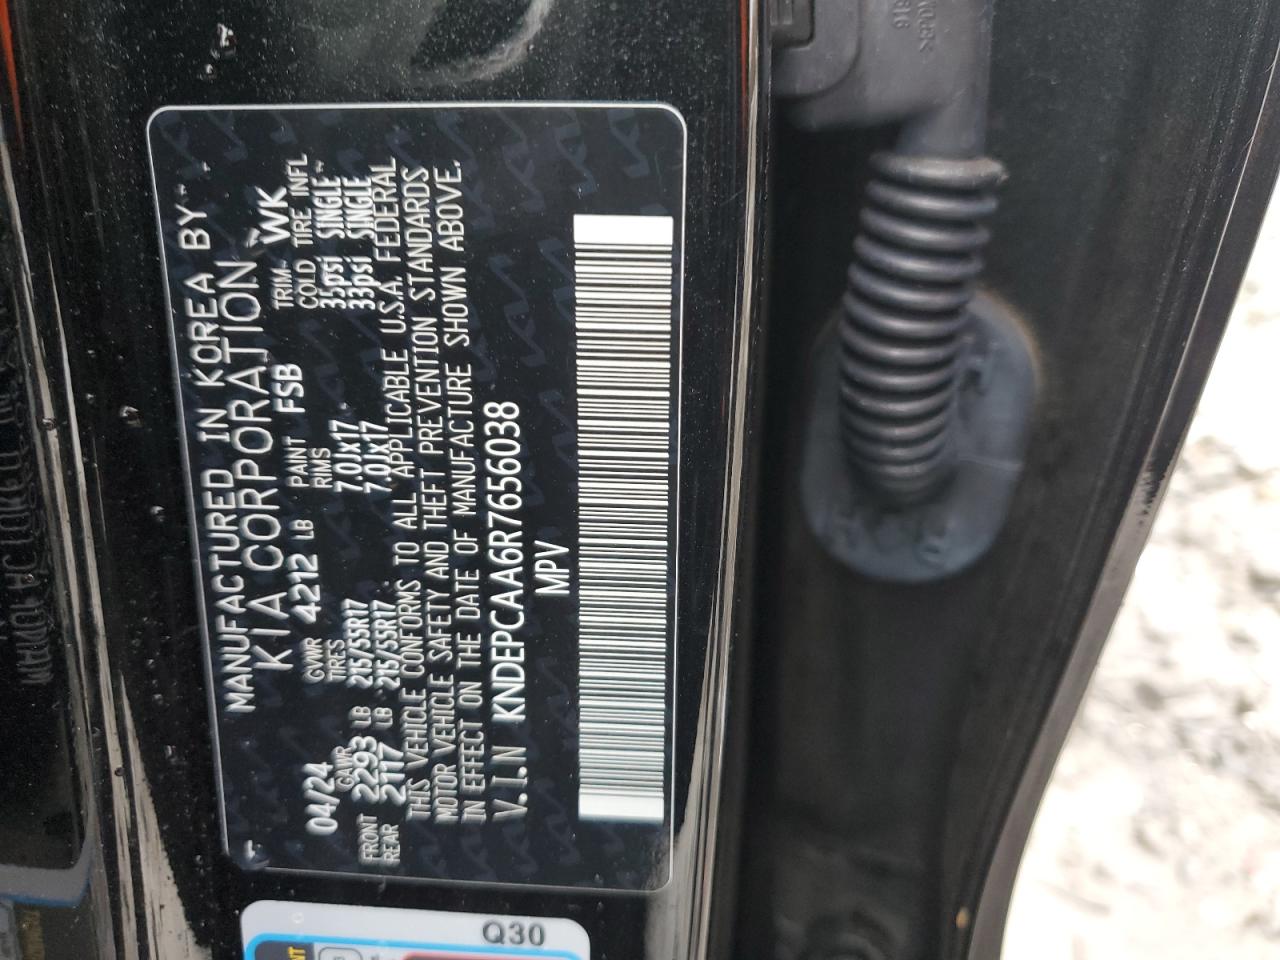 MANUFACTURED IN KOREA BY
KIA CORPORATION
04/24 GVWR 4212 LB PAINT FSB TRIM WK
GAWR TIRES RIMS COLD TIRE INFL
FRONT 2293 LB 215/55R17 7.0Jx17 35psi SINGLE
REAR 2117 LB 215/55R17 7.0Jx17 33psi SINGLE
THIS VEHICLE CONFORMS TO ALL APPLICABLE U.S.A. FEDERAL
MOTOR VEHICLE SAFETY AND THEFT PREVENTION STANDARDS
IN EFFECT ON THE DATE OF MANUFACTURE SHOWN ABOVE.
V.I.N KNDEPCAA6R7656038
MPV
Q30